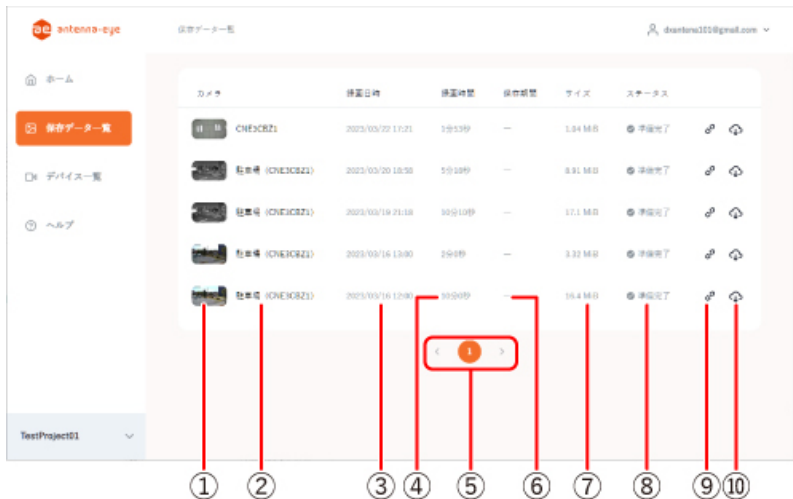 ae antenna-eye
保存データ一覧
dxantena101@gmail.com
ホーム
保存データ一覧
デバイス一覧
ヘルプ
カメラ 録画日時 録画時間 保存期間 サイズ ステータス
CNE3CBZ1 2023/03/22 17:21 1分53秒 — 3.04 MiB 準備完了
駐車場 (CNE3CBZ1) 2023/03/20 18:58 5分18秒 — 8.91 MiB 準備完了
駐車場 (CNE3CBZ1) 2023/03/19 21:18 10分10秒 — 17.1 MiB 準備完了
駐車場 (CNE3CBZ1) 2023/03/16 13:00 2分0秒 — 3.32 MiB 準備完了
駐車場 (CNE3CBZ1) 2023/03/16 12:00 10分0秒 — 16.4 MiB 準備完了
< 1 >
TestProject01
① ② ③ ④ ⑤ ⑥ ⑦ ⑧ ⑨ ⑩